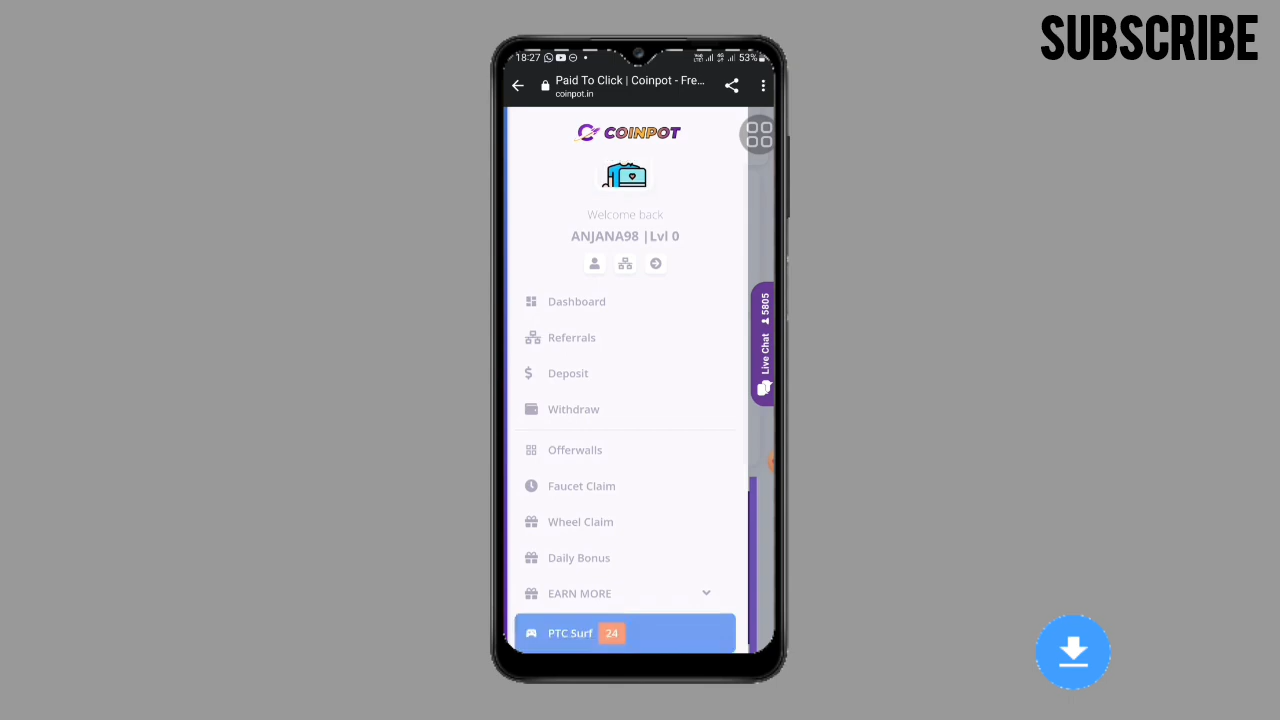 SUBSCRIBE
18:27
53%
Paid To Click | Coinpot - Fre...
coinpot.in
COINPOT
Welcome back
ANJANA98 |Lvl 0
Dashboard
Referrals
Deposit
Withdraw
Offerwalls
Faucet Claim
Wheel Claim
Daily Bonus
EARN MORE
PTC Surf 24
Live Chat 5805